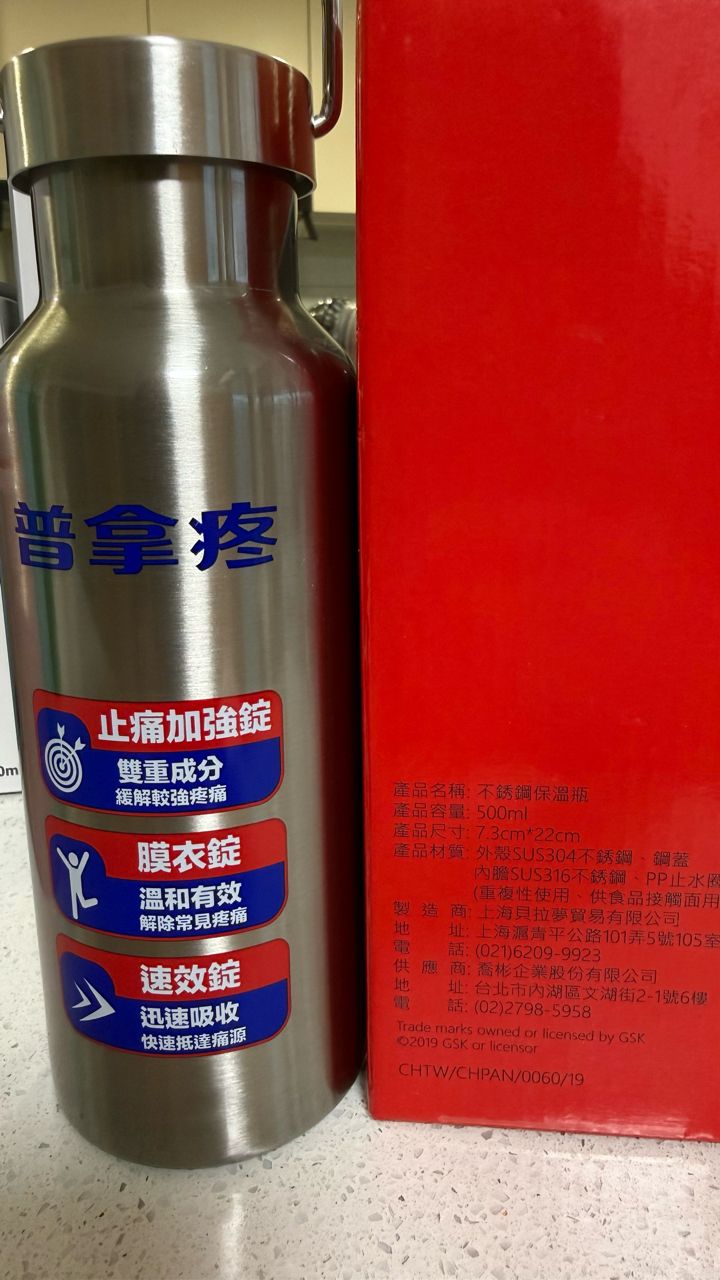 普拿疼
止痛加強錠
雙重成分
緩解較強疼痛
膜衣錠
溫和有效
解除常見疼痛
速效錠
迅速吸收
快速抵達痛源
產品名稱: 不銹鋼保溫瓶
產品容量: 500ml
產品尺寸: 7.3cm*22cm
產品材質: 外殼SUS304不銹鋼、鋼蓋
內膽SUS316不銹鋼、PP止水
(重複性使用、供食品接觸面用
製造商: 上海貝拉夢貿易有限公司
地址: 上海滬青平公路101弄5號105室
電話: (021)6209-9923
供應商: 喬彬企業股份有限公司
地址: 台北市內湖區文湖街2-1號6樓
電話: (02)2798-5958
Trade marks owned or licensed by GSK
©2019 GSK or licensor
CHTW/CHPAN/0060/19